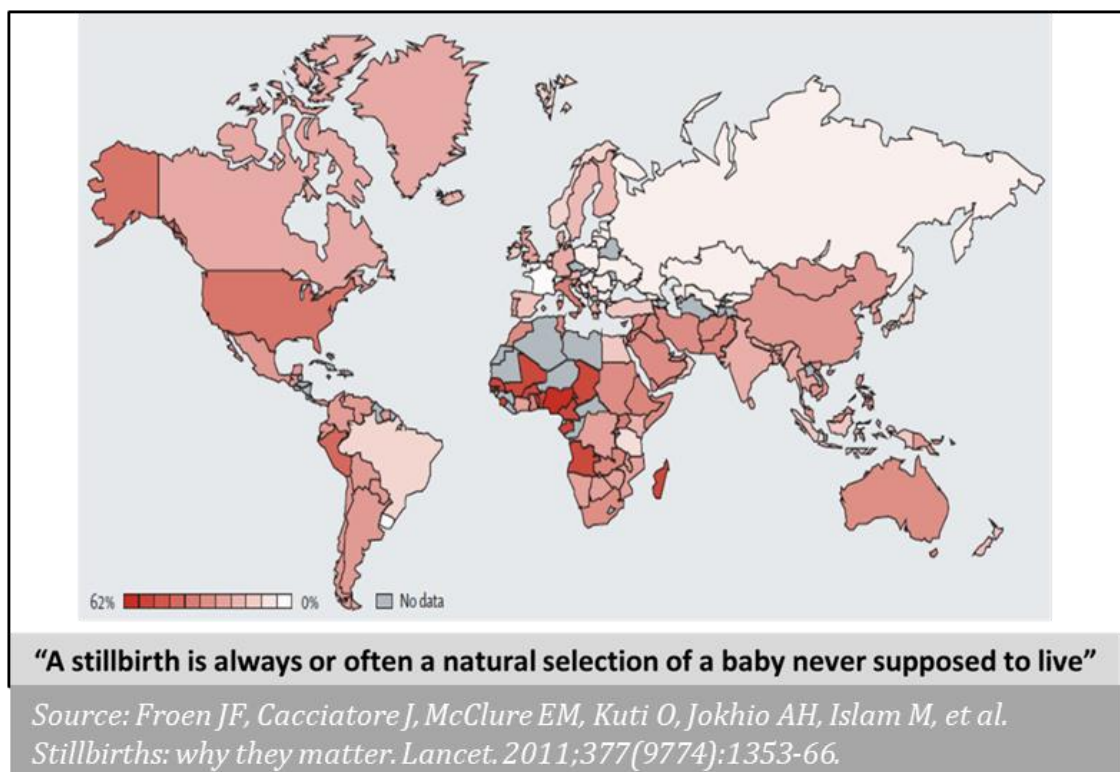 62% 0% No data
“A stillbirth is always or often a natural selection of a baby never supposed to live”
Source: Froen JF, Cacciatore J, McClure EM, Kuti O, Jokhio AH, Islam M, et al.
Stillbirths: why they matter. Lancet. 2011;377(9774):1353-66.